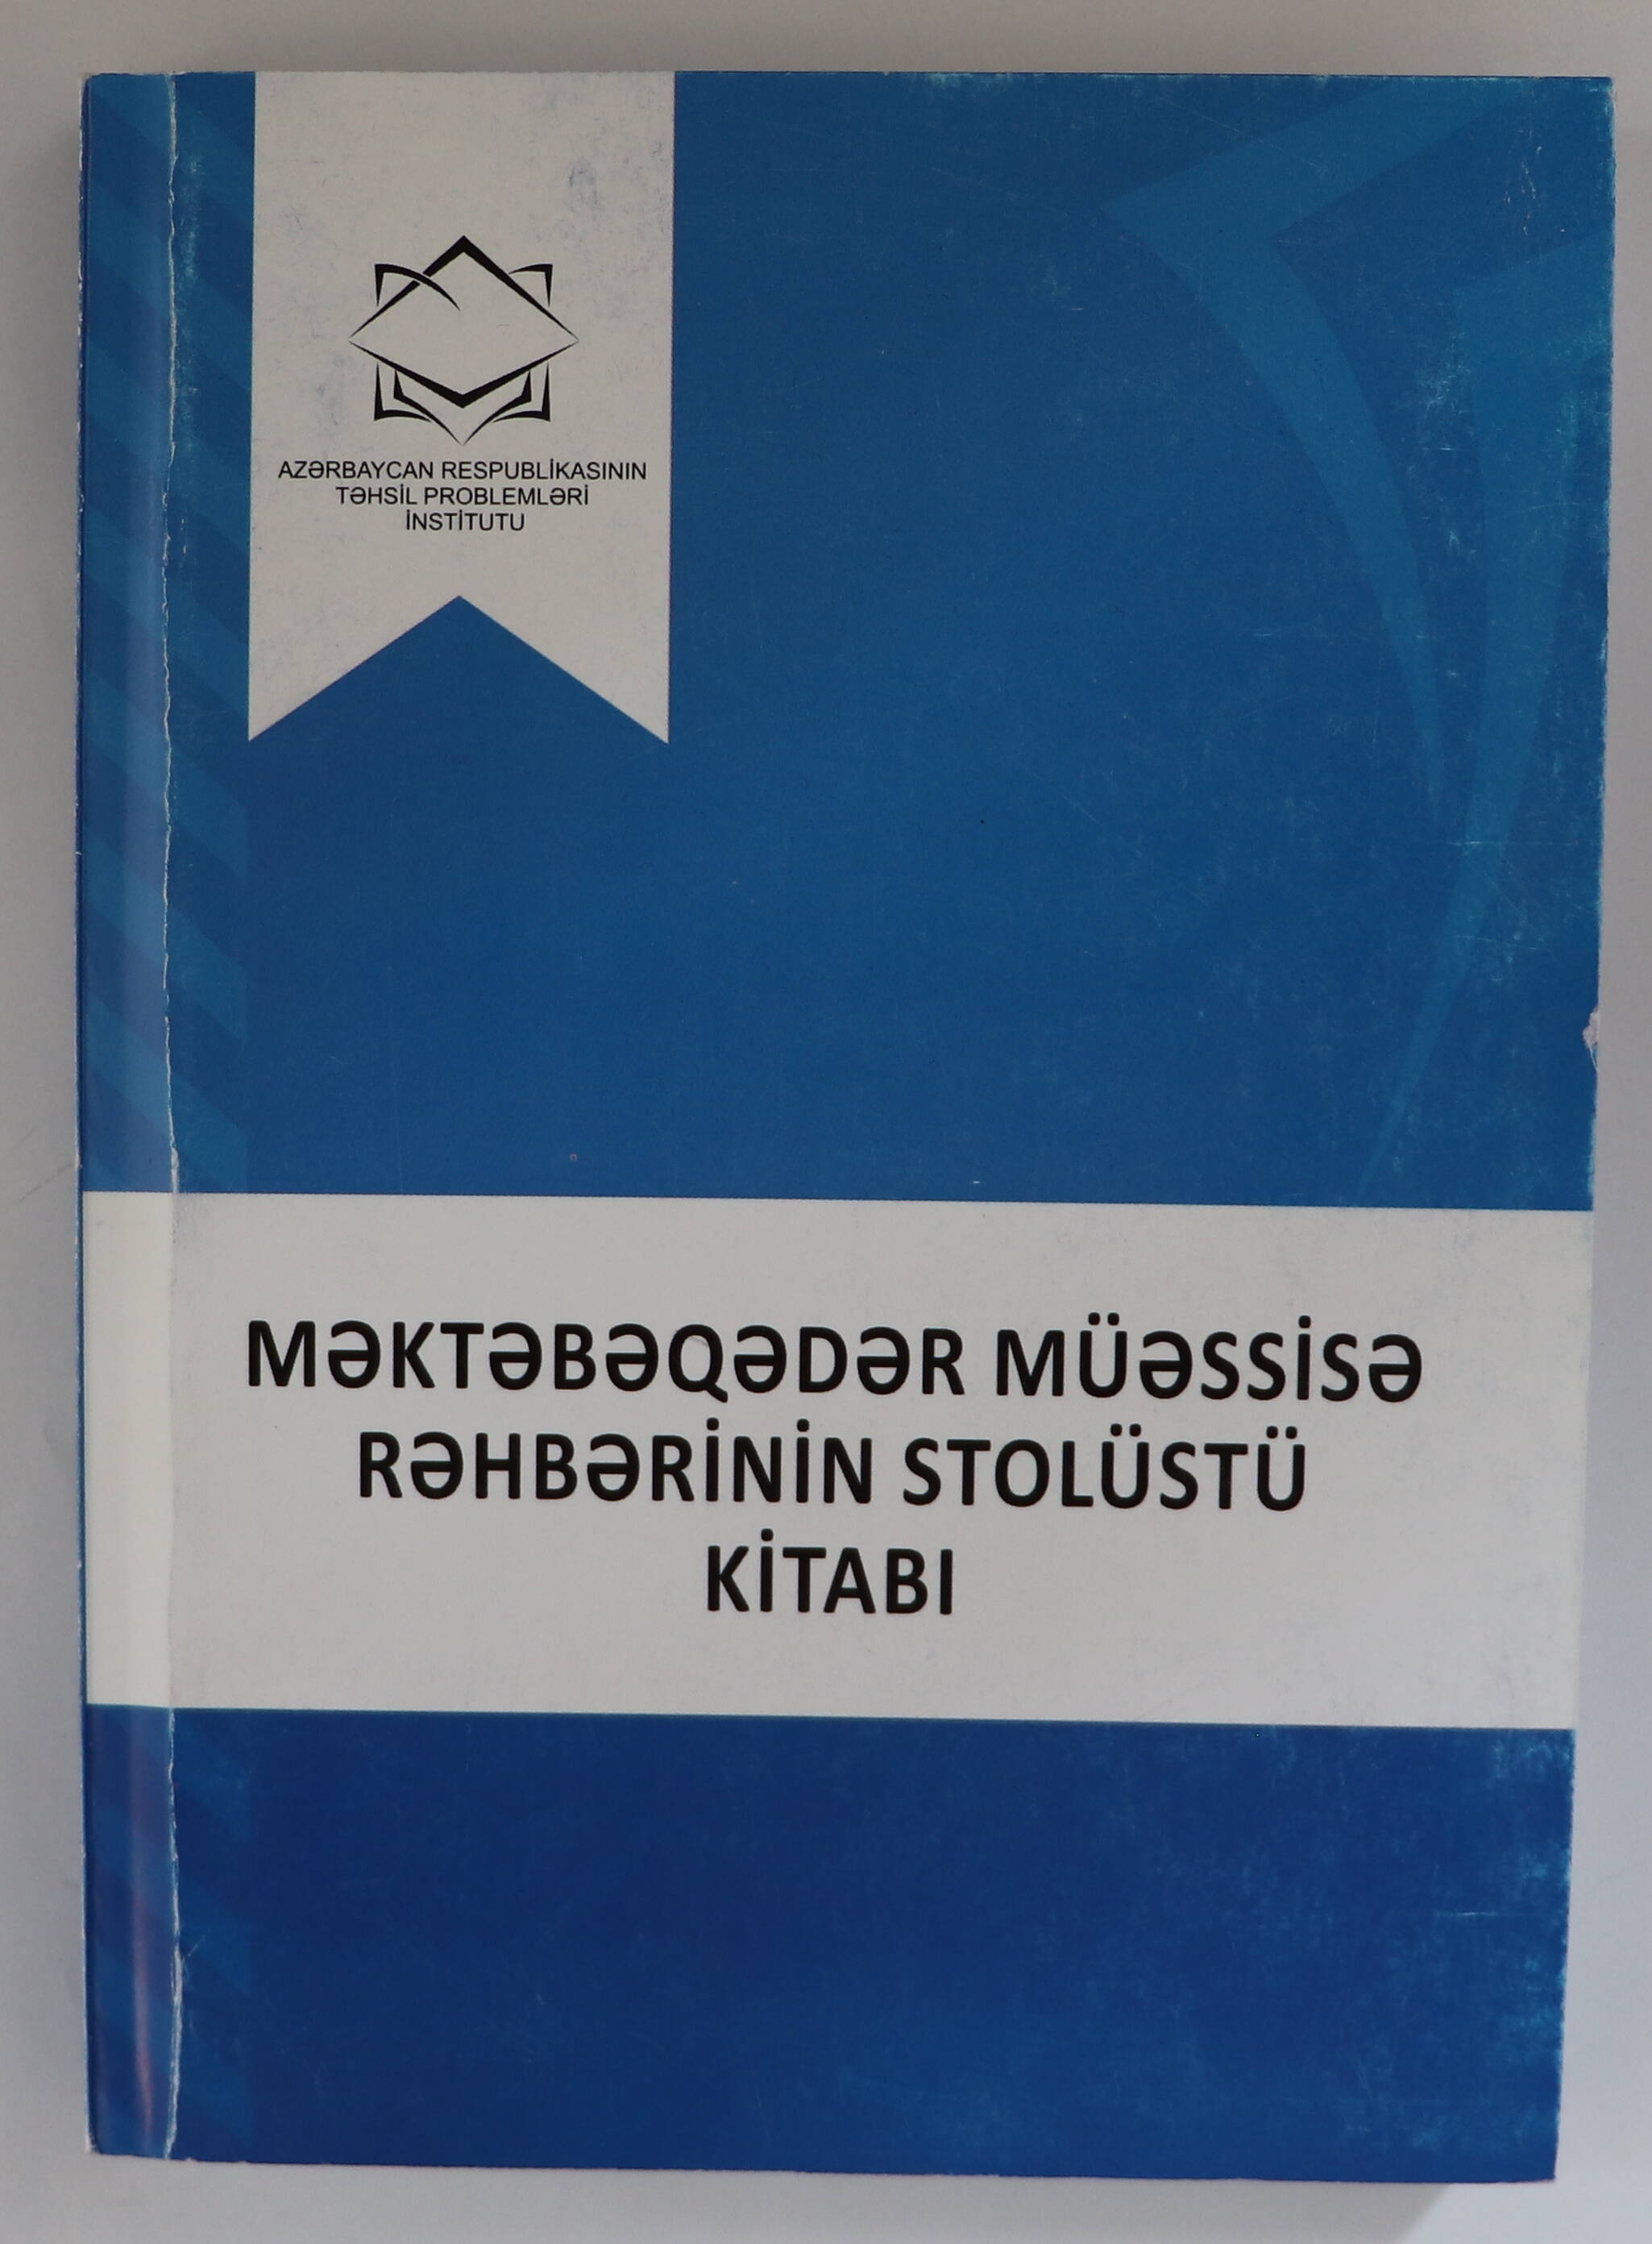 AZƏRBAYCAN RESPUBLİKASININ
TƏHSİL PROBLEMLƏRİ
İNSTİTUTU
MƏKTƏBƏQƏDƏR MÜƏSSİSƏ
RƏHBƏRİNİN STOLÜSTÜ
KİTABI